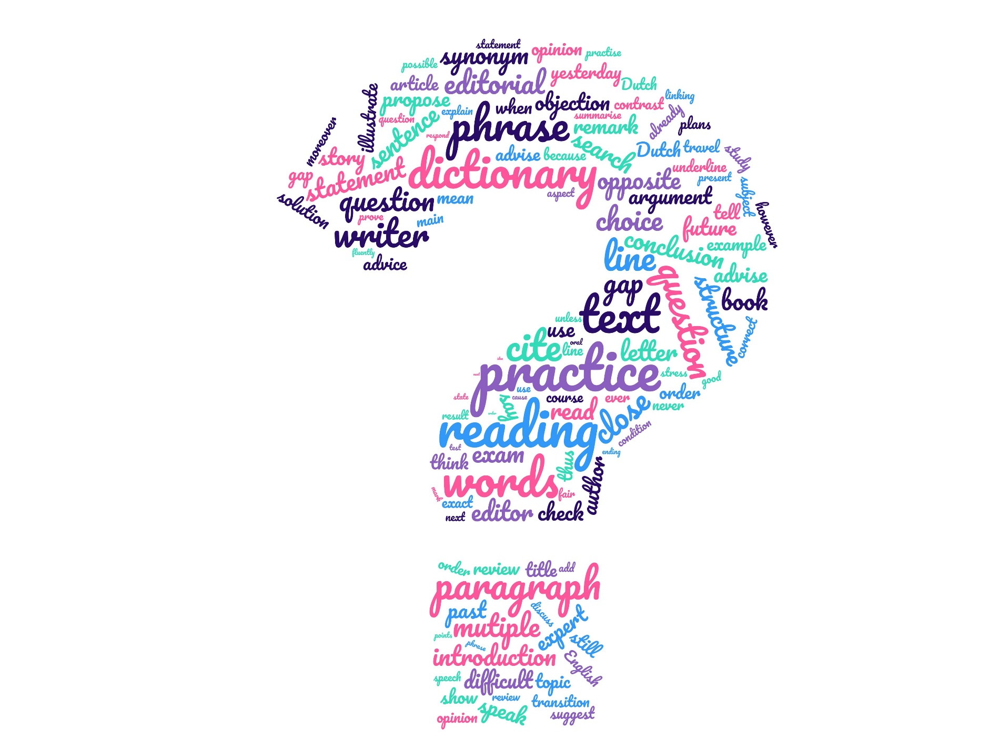 statement
synonym
opinion
practise
possible
article
editorial
yesterday
Dutch
illustrate
propose
explain
when
objection
contrast
linking
question
sentence
respond
phrase
summarise
remark
already
plans
moreover
story
search
advise
because
Dutch
travel
study
gap
statement
dictionary
opposite
underline
present
subject
solution
question
mean
aspect
argument
prove
main
choice
tell
future
however
writer
fluently
advice
line
conclusion
example
advise
gap
question
structure
book
text
unless
use
oral
cite
line
letter
correct
idea
next
practice
stress
good
state
use
cause
course
ever
order
never
say
read
close
result
order
reading
condition
test
exam
ending
think
thus
author
words
mark
fair
exact
next
editor
check
order
review
title
add
paragraph
past
discuss
expert
mutiple
points
phrase
still
introduction
English
speech
difficult
topic
show
review
transition
speak
opinion
suggest